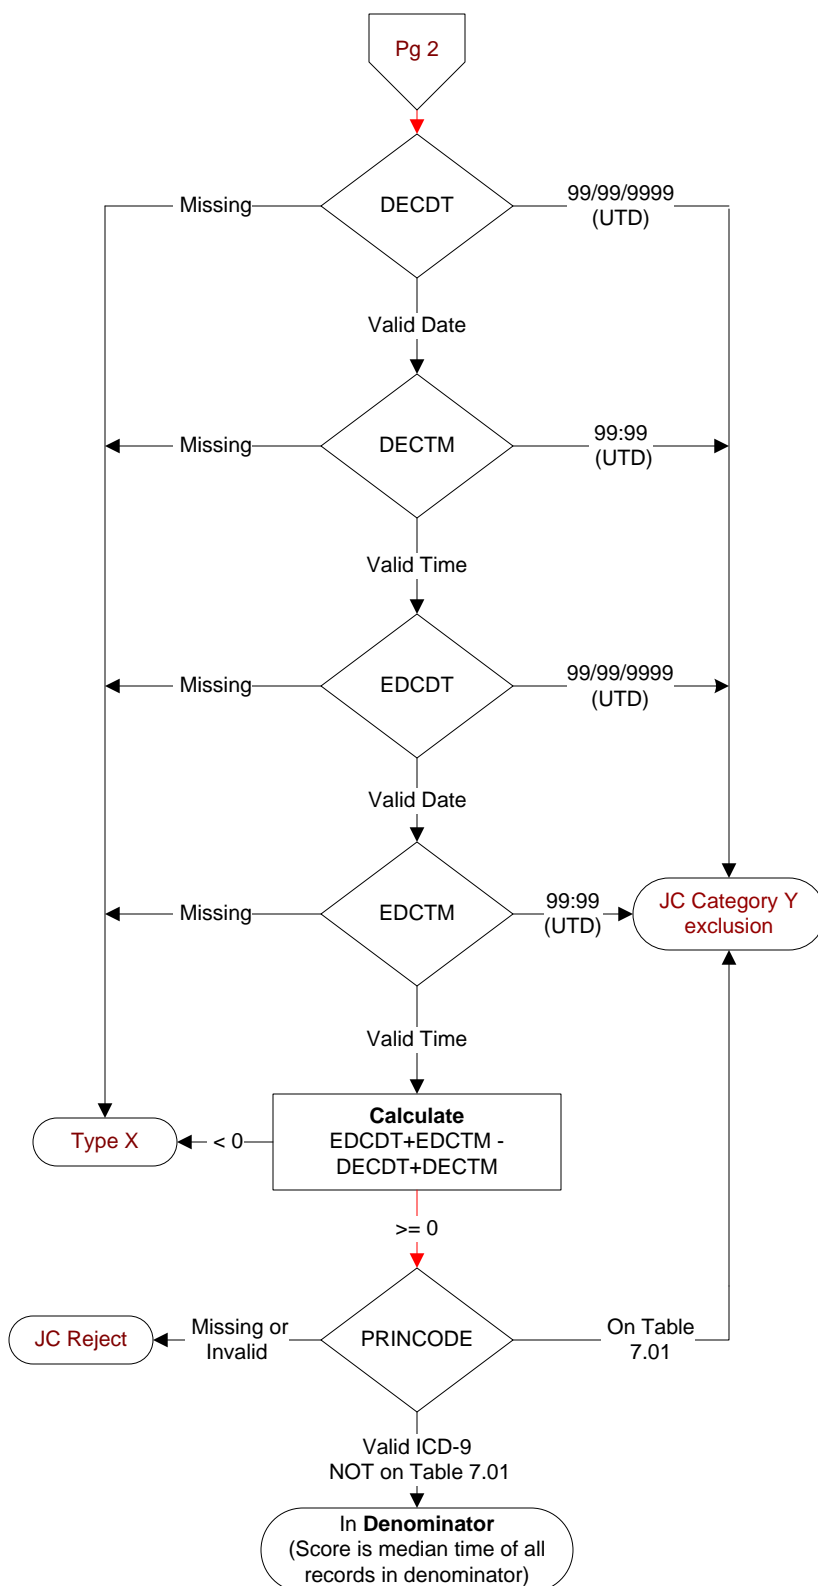 Pg 2
DECDT
Missing
99/99/9999
(UTD)
Valid Date
DECTM
Missing
99:99
(UTD)
Valid Time
EDCDT
Missing
99/99/9999
(UTD)
Valid Date
EDCTM
Missing
99:99
(UTD)
JC Category Y
exclusion
Valid Time
Calculate
EDCDT+EDCTM -
DECDT+DECTM
< 0
Type X
>= 0
PRINCODE
Missing or
Invalid
JC Reject
On Table
7.01
Valid ICD-9
NOT on Table 7.01
In Denominator
(Score is median time of all
records in denominator)